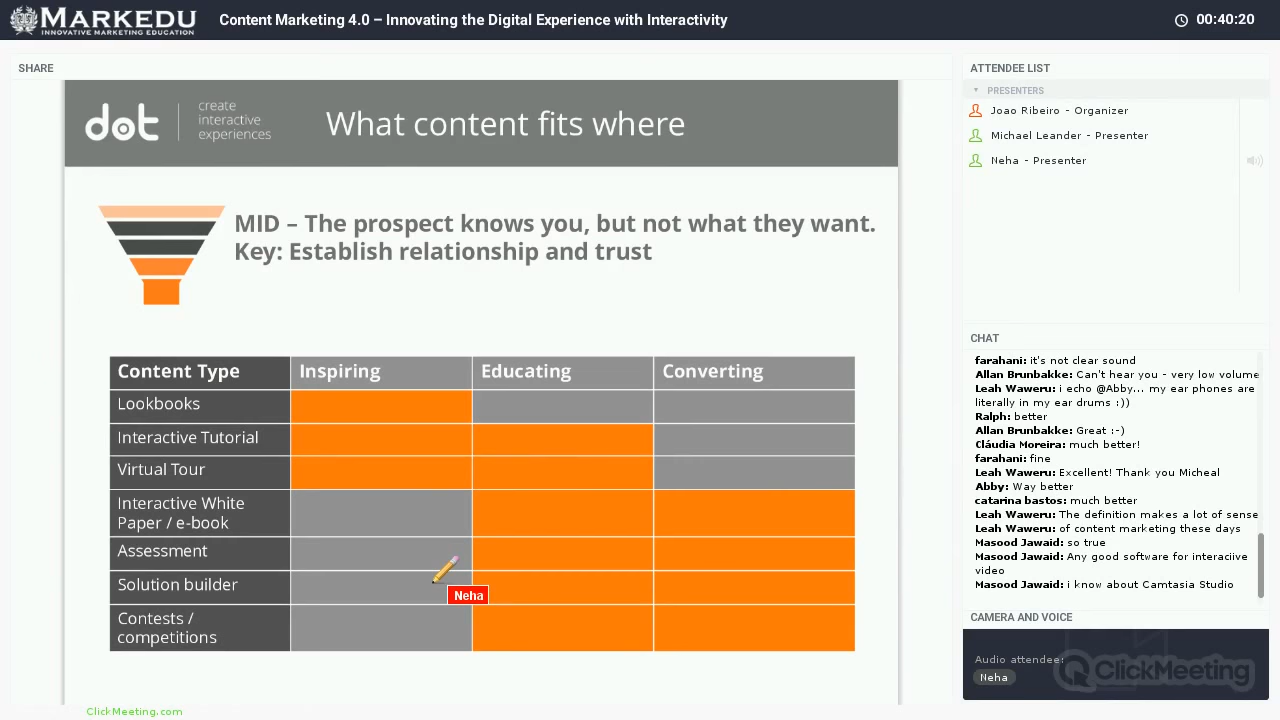 MARKEDU
INNOVATIVE MARKETING EDUCATION
Content Marketing 4.0 – Innovating the Digital Experience with Interactivity
00:40:20
SHARE
dot
create
interactive
experiences
What content fits where
MID – The prospect knows you, but not what they want.
Key: Establish relationship and trust
Content Type Inspiring Educating Converting
Lookbooks
Interactive Tutorial
Virtual Tour
Interactive White
Paper / e-book
Assessment
Solution builder
Contests /
competitions
Neha
ClickMeeting.com
ATTENDEE LIST
PRESENTERS
Joao Ribeiro - Organizer
Michael Leander - Presenter
Neha - Presenter
CHAT
farahani: it's not clear sound
Allan Brunbakke: Can't hear you - very low volume
Leah Waweru: i echo @Abby... my ear phones are
literally in my ear drums :))
Ralph: better
Allan Brunbakke: Great :-)
Cláudia Moreira: much better!
farahani: fine
Leah Waweru: Excellent! Thank you Micheal
Abby: Way better
catarina bastos: much better
Leah Waweru: The definition makes a lot of sense
Leah Waweru: of content marketing these days
Masood Jawaid: so true
Masood Jawaid: Any good software for interaciive
video
Masood Jawaid: i know about Camtasia Studio
CAMERA AND VOICE
Audio attendee:
Neha
ClickMeeting